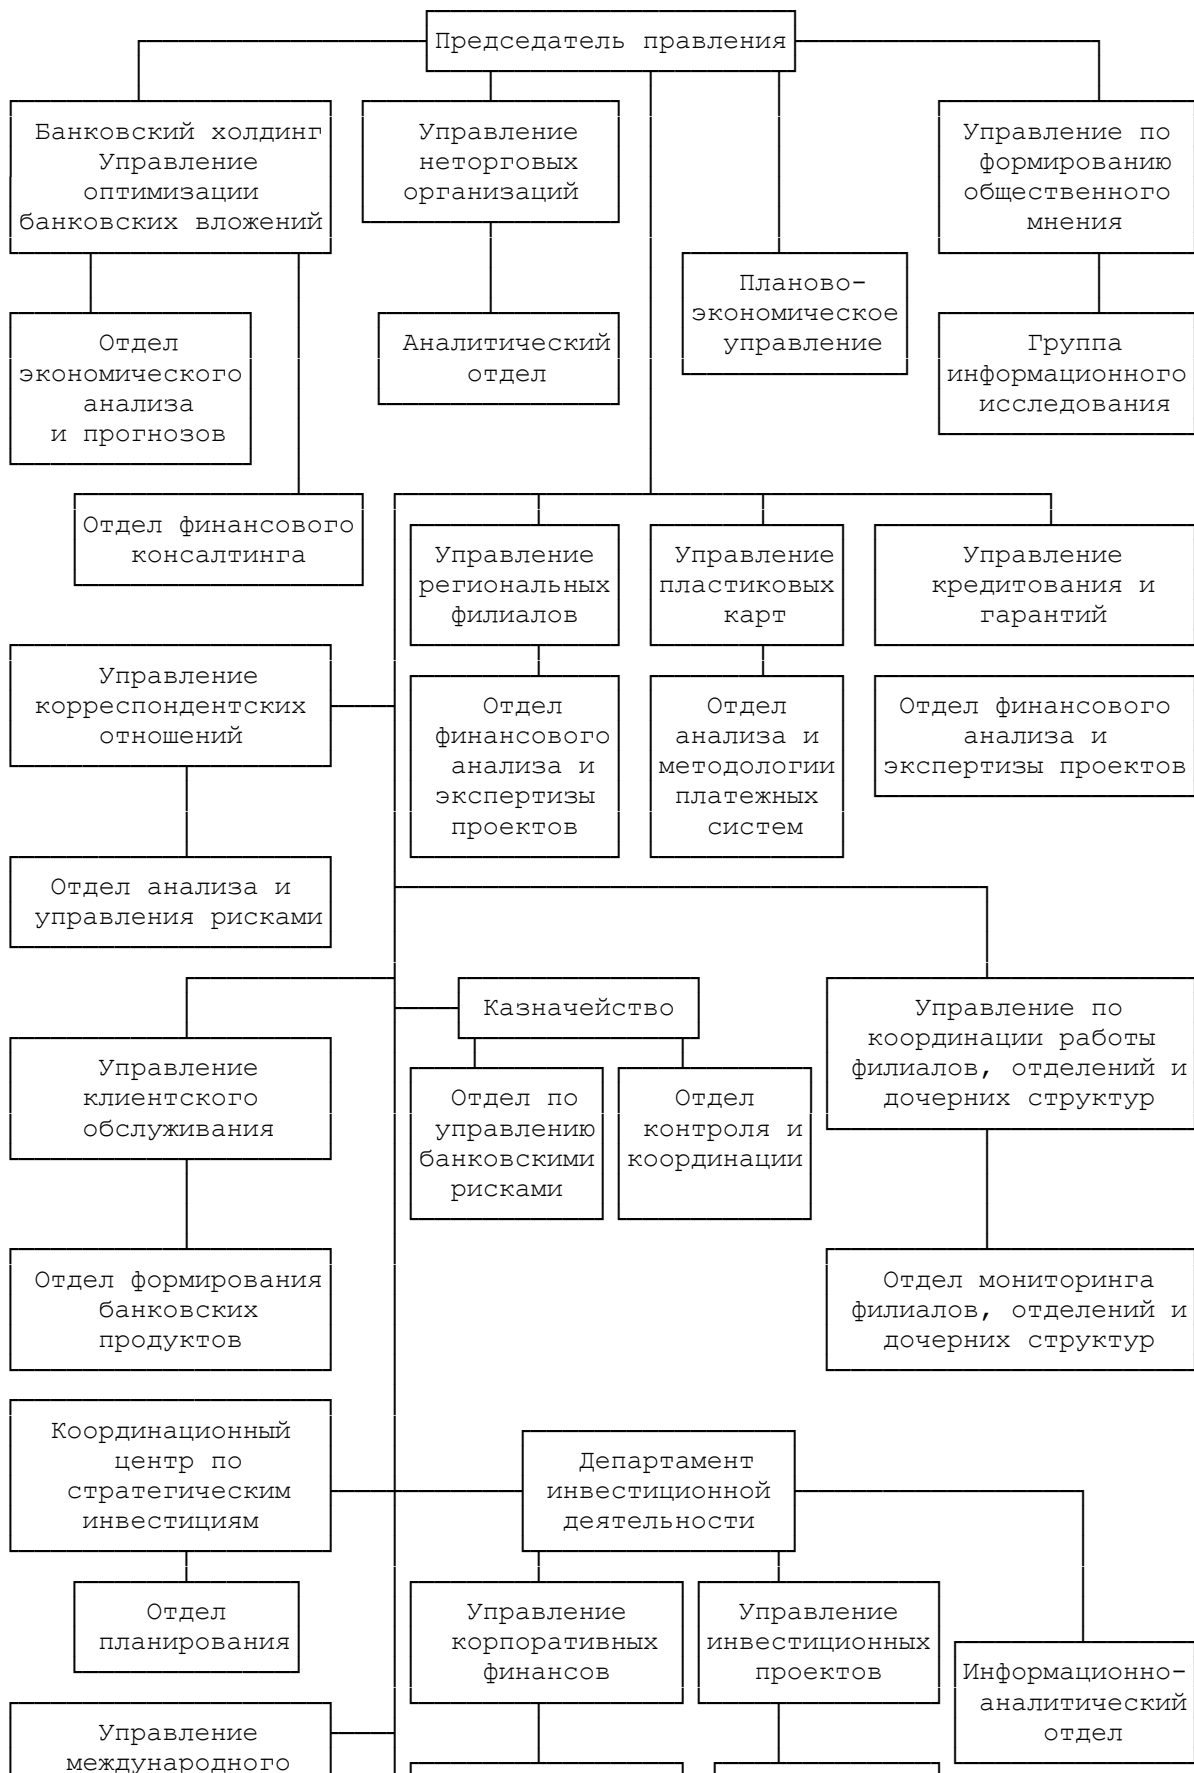 Председатель правления
Банковский холдинг
Управление
оптимизации
банковских вложений
Управление
неторговых
организаций
Управление по
формированию
общественного
мнения
Планово-
экономическое
управление
Отдел
экономического
анализа
и прогнозов
Аналитический
отдел
Группа
информационного
исследования
Отдел финансового
консалтинга
Управление
региональных
филиалов
Управление
пластиковых
карт
Управление
кредитования и
гарантий
Управление
корреспондентских
отношений
Отдел
финансового
анализа и
экспертизы
проектов
Отдел
анализа и
методологии
платежных
систем
Отдел финансового
анализа и
экспертизы проектов
Отдел анализа и
управления рисками
Казначейство
Управление по
координации работы
филиалов, отделений и
дочерних структур
Управление
клиентского
обслуживания
Отдел по
управлению
банковскими
рисками
Отдел
контроля и
координации
Отдел формирования
банковских
продуктов
Отдел мониторинга
филиалов, отделений и
дочерних структур
Координационный
центр по
стратегическим
инвестициям
Департамент
инвестиционной
деятельности
Отдел
планирования
Управление
корпоративных
финансов
Управление
инвестиционных
проектов
Информационно-
аналитический
отдел
Управление
международного